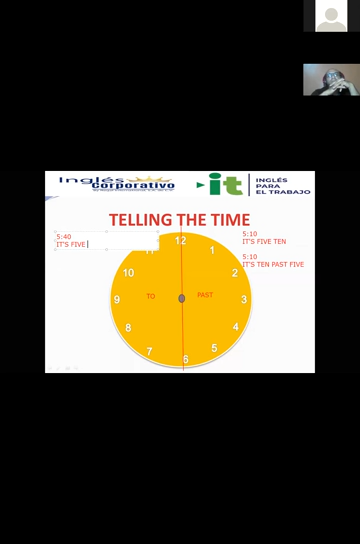 Inglés
Corporativo
it
INGLÉS
PARA
EL TRABAJO
TELLING THE TIME
5:40
IT'S FIVE
5:10
IT'S FIVE TEN
5:10
IT'S TEN PAST FIVE
12
11
1
10
2
TO
PAST
9
3
8
4
7
5
6